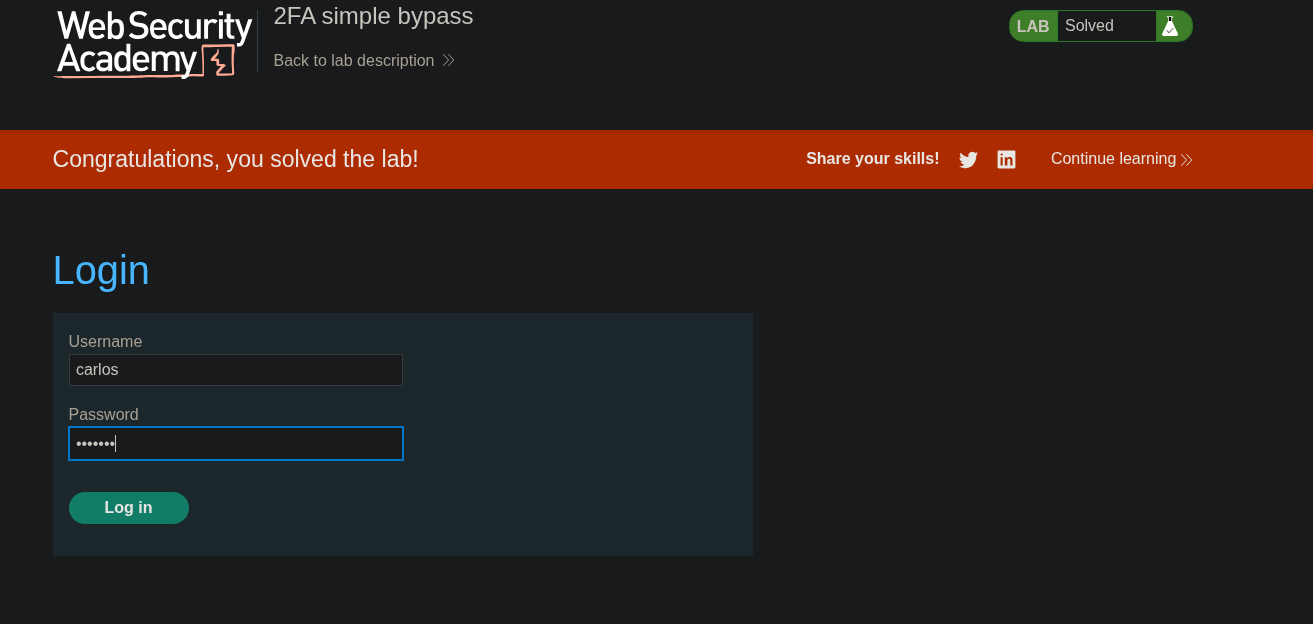 Web Security
Academy
2FA simple bypass
Back to lab description
LAB Solved
Congratulations, you solved the lab!
Share your skills!
Continue learning
Login
Username
carlos
Password
•••••••
Log in